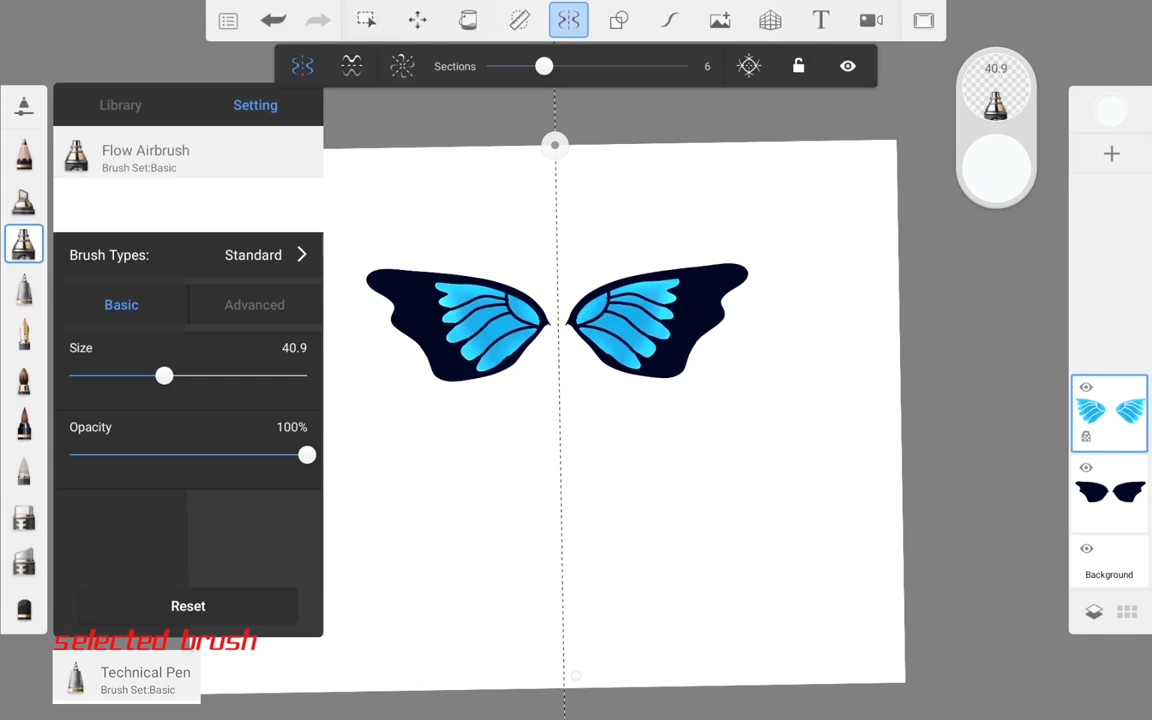 Sections
6
40.9
Library
Setting
Flow Airbrush
Brush Set:Basic
Brush Types:
Standard
Basic
Advanced
Size
40.9
Opacity
100%
Reset
selected brush
Technical Pen
Brush Set:Basic
Background
T